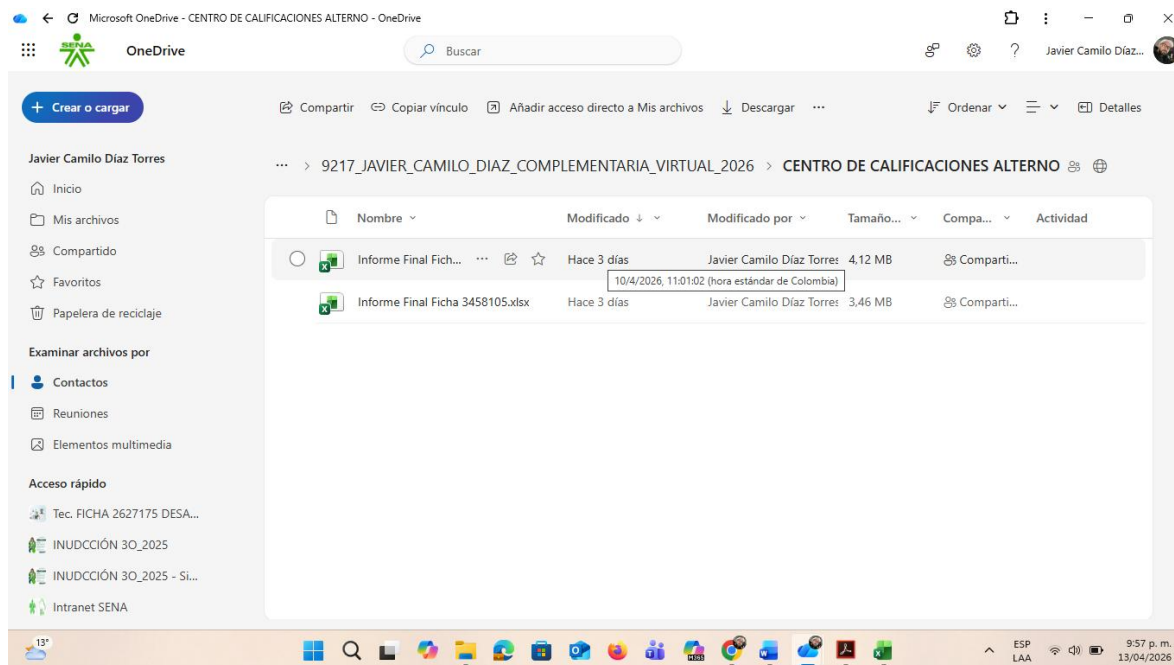 Microsoft OneDrive - CENTRO DE CALIFICACIONES ALTERNO - OneDrive
SENA
OneDrive
Buscar
Javier Camilo Díaz...
Crear o cargar
Compartir
Copiar vínculo
Añadir acceso directo a Mis archivos
Descargar
Ordenar
Detalles
Javier Camilo Díaz Torres
Inicio
Mis archivos
Compartido
Favoritos
Papelera de reciclaje
Examinar archivos por
Contactos
Reuniones
Elementos multimedia
Acceso rápido
Tec. FICHA 2627175 DESA...
INUDCCIÓN 3O_2025
INUDCCIÓN 3O_2025 - Si...
Intranet SENA
... > 9217_JAVIER_CAMILO_DIAZ_COMPLEMENTARIA_VIRTUAL_2026 > CENTRO DE CALIFICACIONES ALTERNO
Nombre Modificado Modificado por Tamaño... Compa... Actividad
Informe Final Fich... Hace 3 días Javier Camilo Díaz Torres 4,12 MB Comparti...
10/4/2026, 11:01:02 (hora estándar de Colombia)
Informe Final Ficha 3458105.xlsx Hace 3 días Javier Camilo Díaz Torres 3,46 MB Comparti...
13°
ESP
LAA
9:57 p. m.
13/04/2026